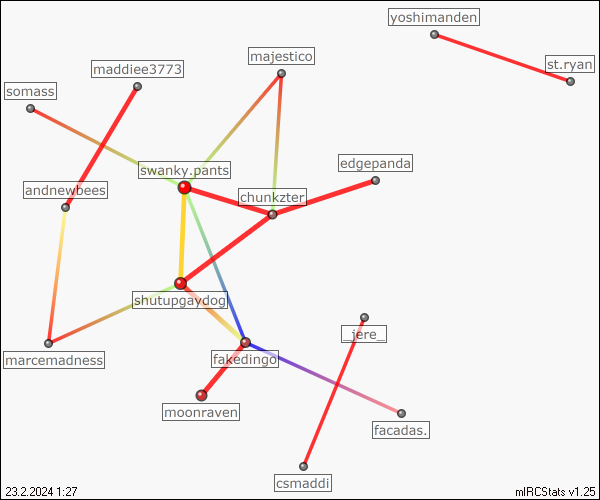 yoshimanden
majestico
st.ryan
maddiee3773
somass
edgepanda
swanky.pants
andnewbees
chunkzter
shutupgaydog
_jere_
marcemadness
fakedingo
moonraven
facadas.
csmaddi
23.2.2024 1:27
mIRCStats v1.25